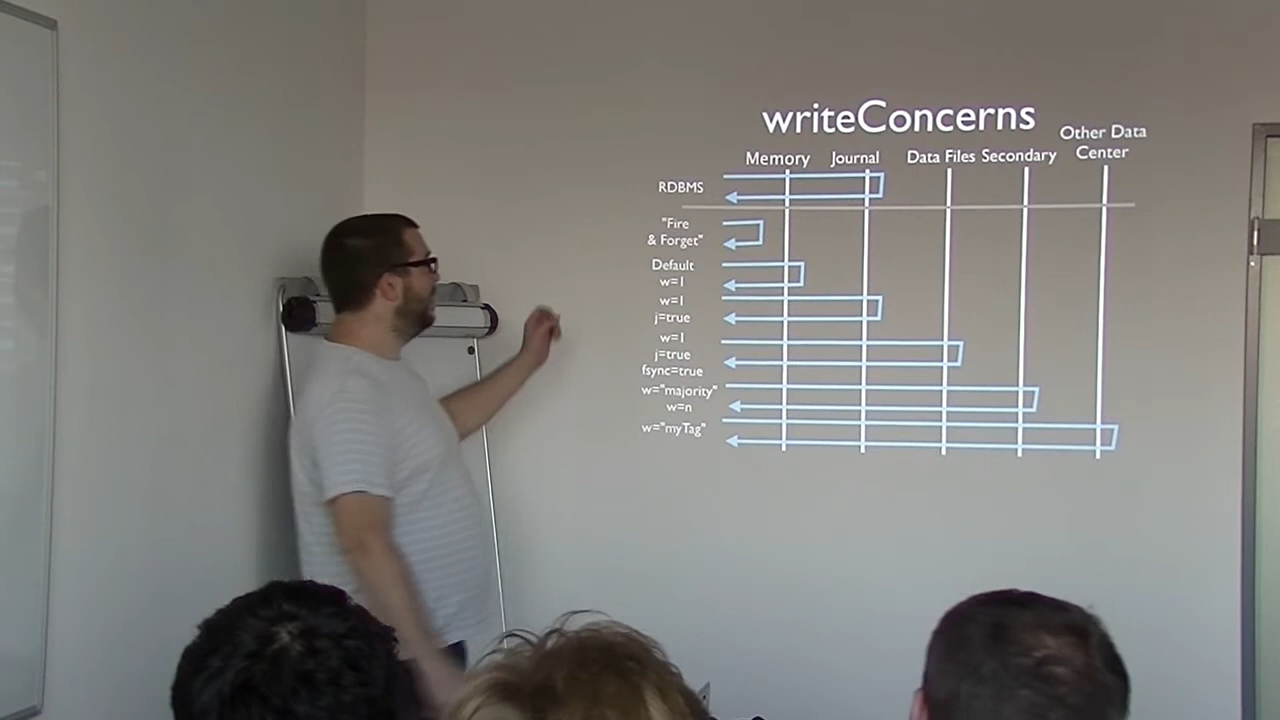 writeConcerns
Memory Journal Data Files Secondary Other Data
Center
RDBMS
"Fire
& Forget"
Default
w=1
w=1
j=true
w=1
j=true
fsync=true
w="majority"
w=n
w="myTag"